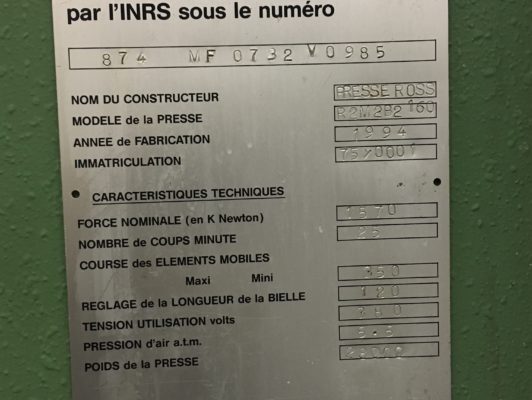 par l'INRS sous le numéro
874 MF 0732 V0985
NOM DU CONSTRUCTEUR PRESSE ROSS
MODELE de la PRESSE R2M2B2 160
ANNEE de FABRICATION 1994
IMMATRICULATION
CARACTERISTIQUES TECHNIQUES
FORCE NOMINALE (en K Newton) 1570
NOMBRE de COUPS MINUTE 25
COURSE des ELEMENTS MOBILES
Maxi Mini 350
REGLAGE de la LONGUEUR de la BIELLE 120
TENSION UTILISATION volts
PRESSION d'air a.t.m.
POIDS de la PRESSE